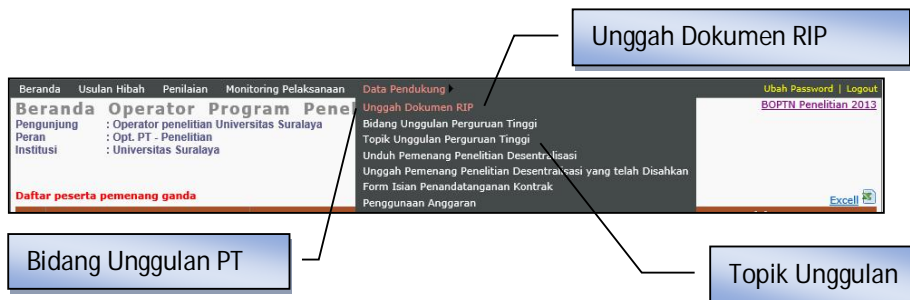 Unggah Dokumen RIP
Beranda Usulan Hibah Penilaian Monitoring Pelaksanaan Data Pendukung Ubah Password | Logout
Beranda Operator Program Pene
BOPTN Penelitian 2013
Pengunjung : Operator penelitian Universitas Suralaya
Peran : Opt. PT - Penelitian
Institusi : Universitas Suralaya
Unggah Dokumen RIP
Bidang Unggulan Perguruan Tinggi
Topik Unggulan Perguruan Tinggi
Unduh Pemenang Penelitian Desentralisasi
Unggah Pemenang Penelitian Desentralisasi yang telah Disahkan
Form Isian Penandatanganan Kontrak
Penggunaan Anggaran
Daftar peserta pemenang ganda
Excell
Bidang Unggulan PT
Topik Unggulan